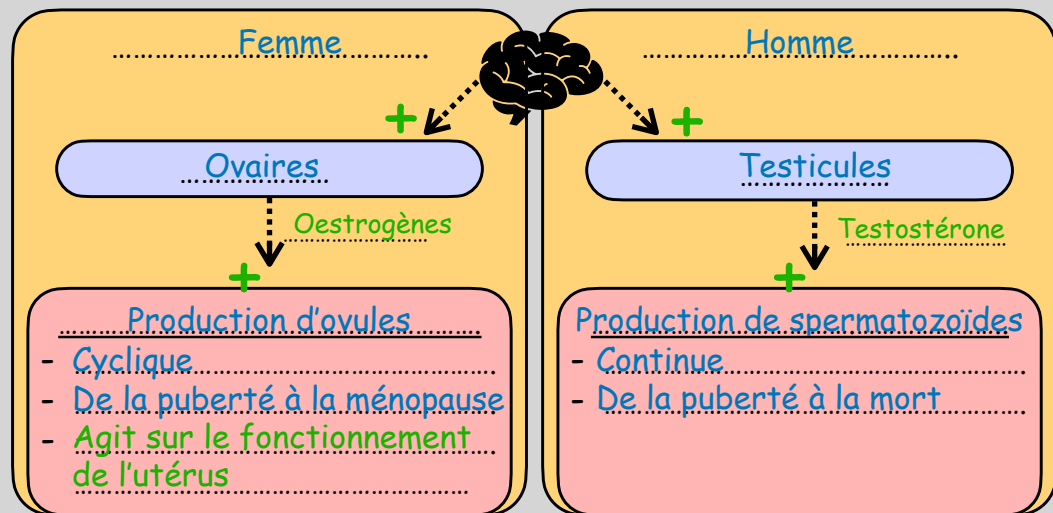 Femme
Homme
+
+
Ovaires
Testicules
Oestrogènes
Testostérone
+
+
Production d'ovules
- Cyclique
- De la puberté à la ménopause
- Agit sur le fonctionnement
de l'utérus
Production de spermatozoïdes
- Continue
- De la puberté à la mort